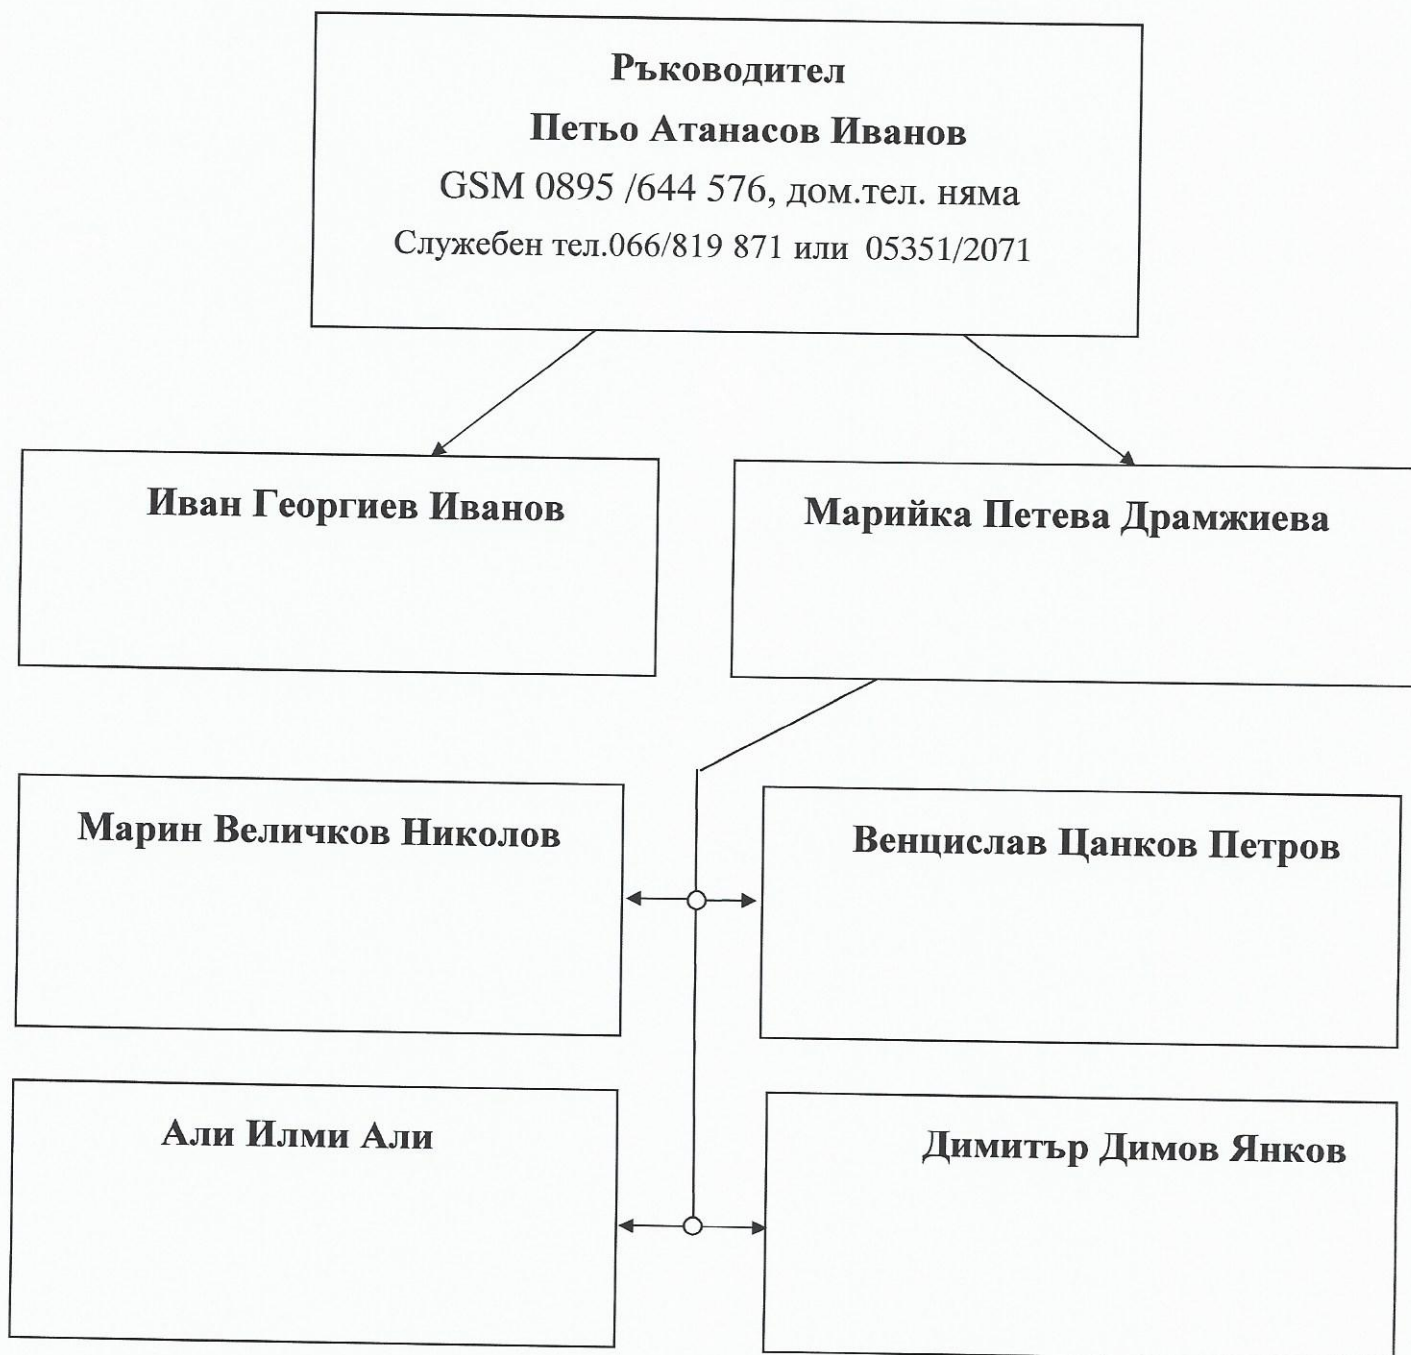 Ръководител
Петьо Атанасов Иванов
GSM 0895 /644 576, дом.тел. няма
Служебен тел.066/819 871 или 05351/2071
Иван Георгиев Иванов
Марийка Петева Драмжиева
Марин Величков Николов
Венцислав Цанков Петров
Али Илми Али
Димитър Димов Янков